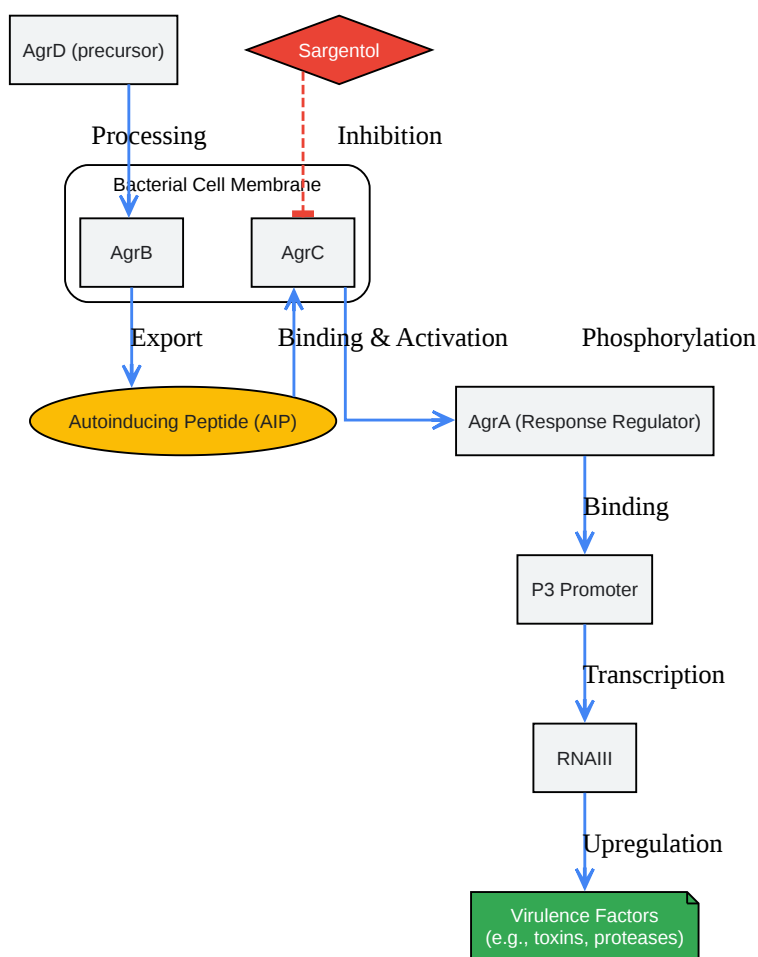 AgrD (precursor)
Sargentol
Processing
Inhibition
Bacterial Cell Membrane
AgrB
AgrC
Export
Binding & Activation
Phosphorylation
Autoinducing Peptide (AIP)
AgrA (Response Regulator)
Binding
P3 Promoter
Transcription
RNAIII
Upregulation
Virulence Factors
(e.g., toxins, proteases)